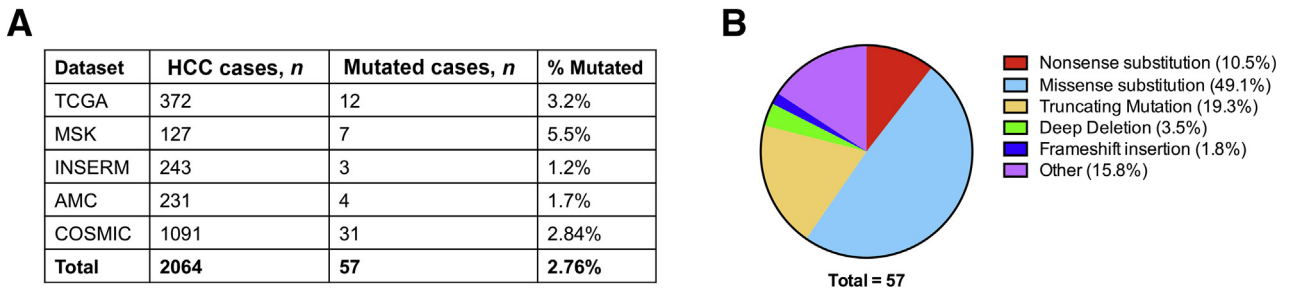 A
Dataset HCC cases, n Mutated cases, n % Mutated
TCGA 372 12 3.2%
MSK 127 7 5.5%
INSERM 243 3 1.2%
AMC 231 4 1.7%
COSMIC 1091 31 2.84%
Total 2064 57 2.76%
B
Nonsense substitution (10.5%)
Missense substitution (49.1%)
Truncating Mutation (19.3%)
Deep Deletion (3.5%)
Frameshift insertion (1.8%)
Other (15.8%)
Total = 57